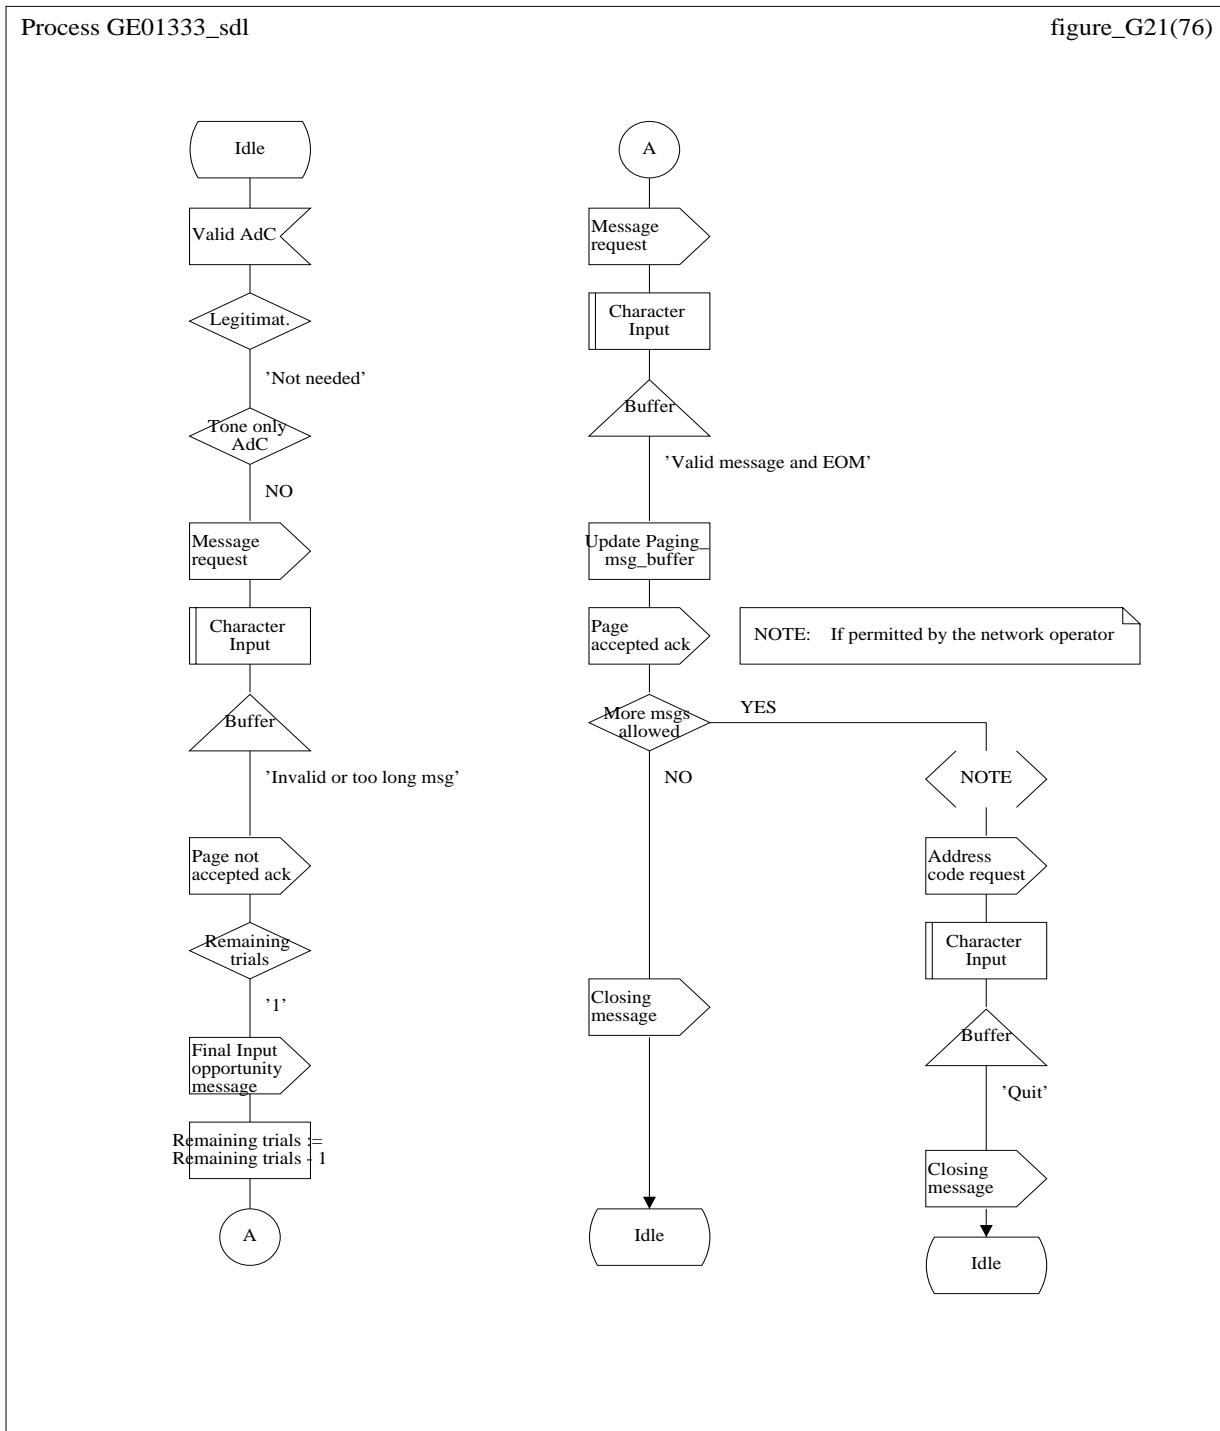 Process GE01333_sdl
figure_G21(76)
Idle
Valid AdC
Legitimat.
’Not needed’
Tone only
AdC
NO
Message
request
Character
Input
Buffer
’Invalid or too long msg’
Page not
accepted ack
Remaining
trials
’1’
Final Input
opportunity
message
Remaining trials :=
Remaining trials - 1
A
A
Message
request
Character
Input
Buffer
’Valid message and EOM’
Update Paging_
msg_buffer
Page
accepted ack
NOTE: If permitted by the network operator
More msgs
allowed
YES
NO
Closing
message
Idle
NOTE
Address
code request
Character
Input
Buffer
’Quit’
Closing
message
Idle